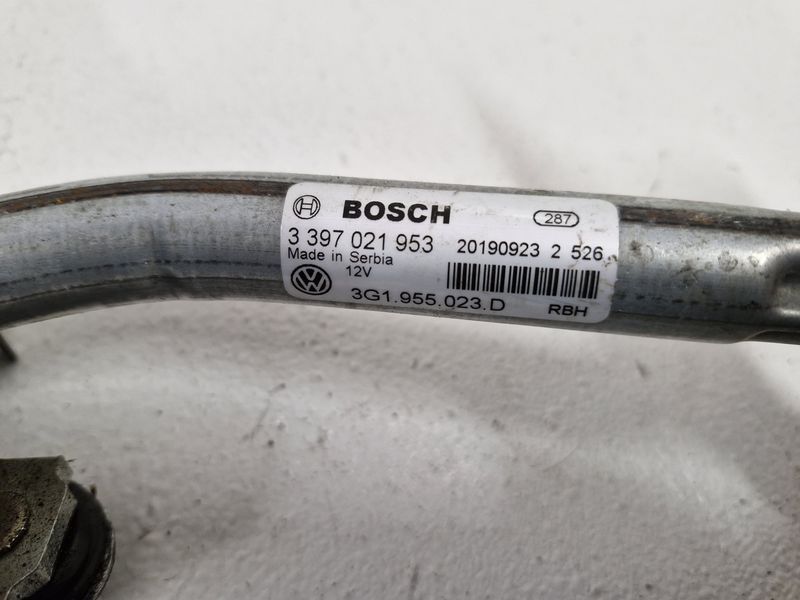 BOSCH 287
3 397 021 953 20190923 2 526
Made in Serbia
12V
3G1.955.023.D RBH